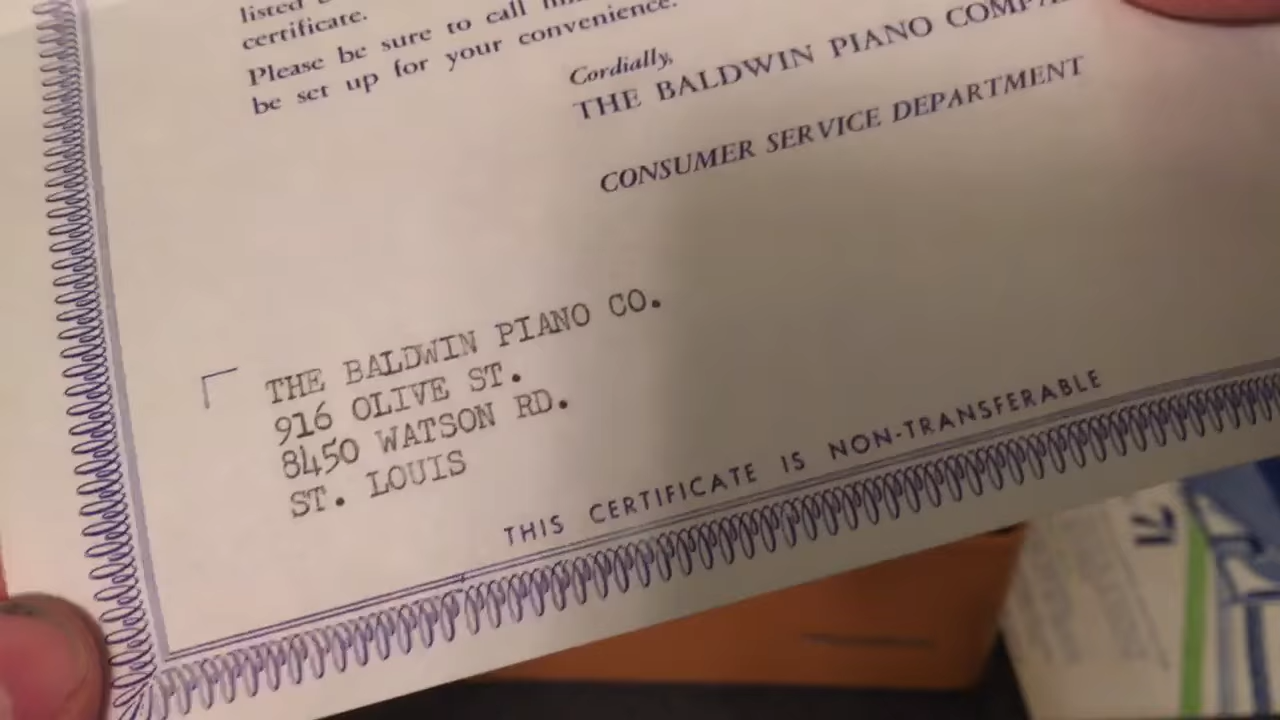 listed
certificate.
Please be sure to call
be set up for your convenience.
Cordially,
THE BALDWIN PIANO
CONSUMER SERVICE DEPARTMENT
THE BALDWIN PIANO CO.
916 OLIVE ST.
8450 WATSON RD.
ST. LOUIS
THIS CERTIFICATE IS NON-TRANSFERABLE